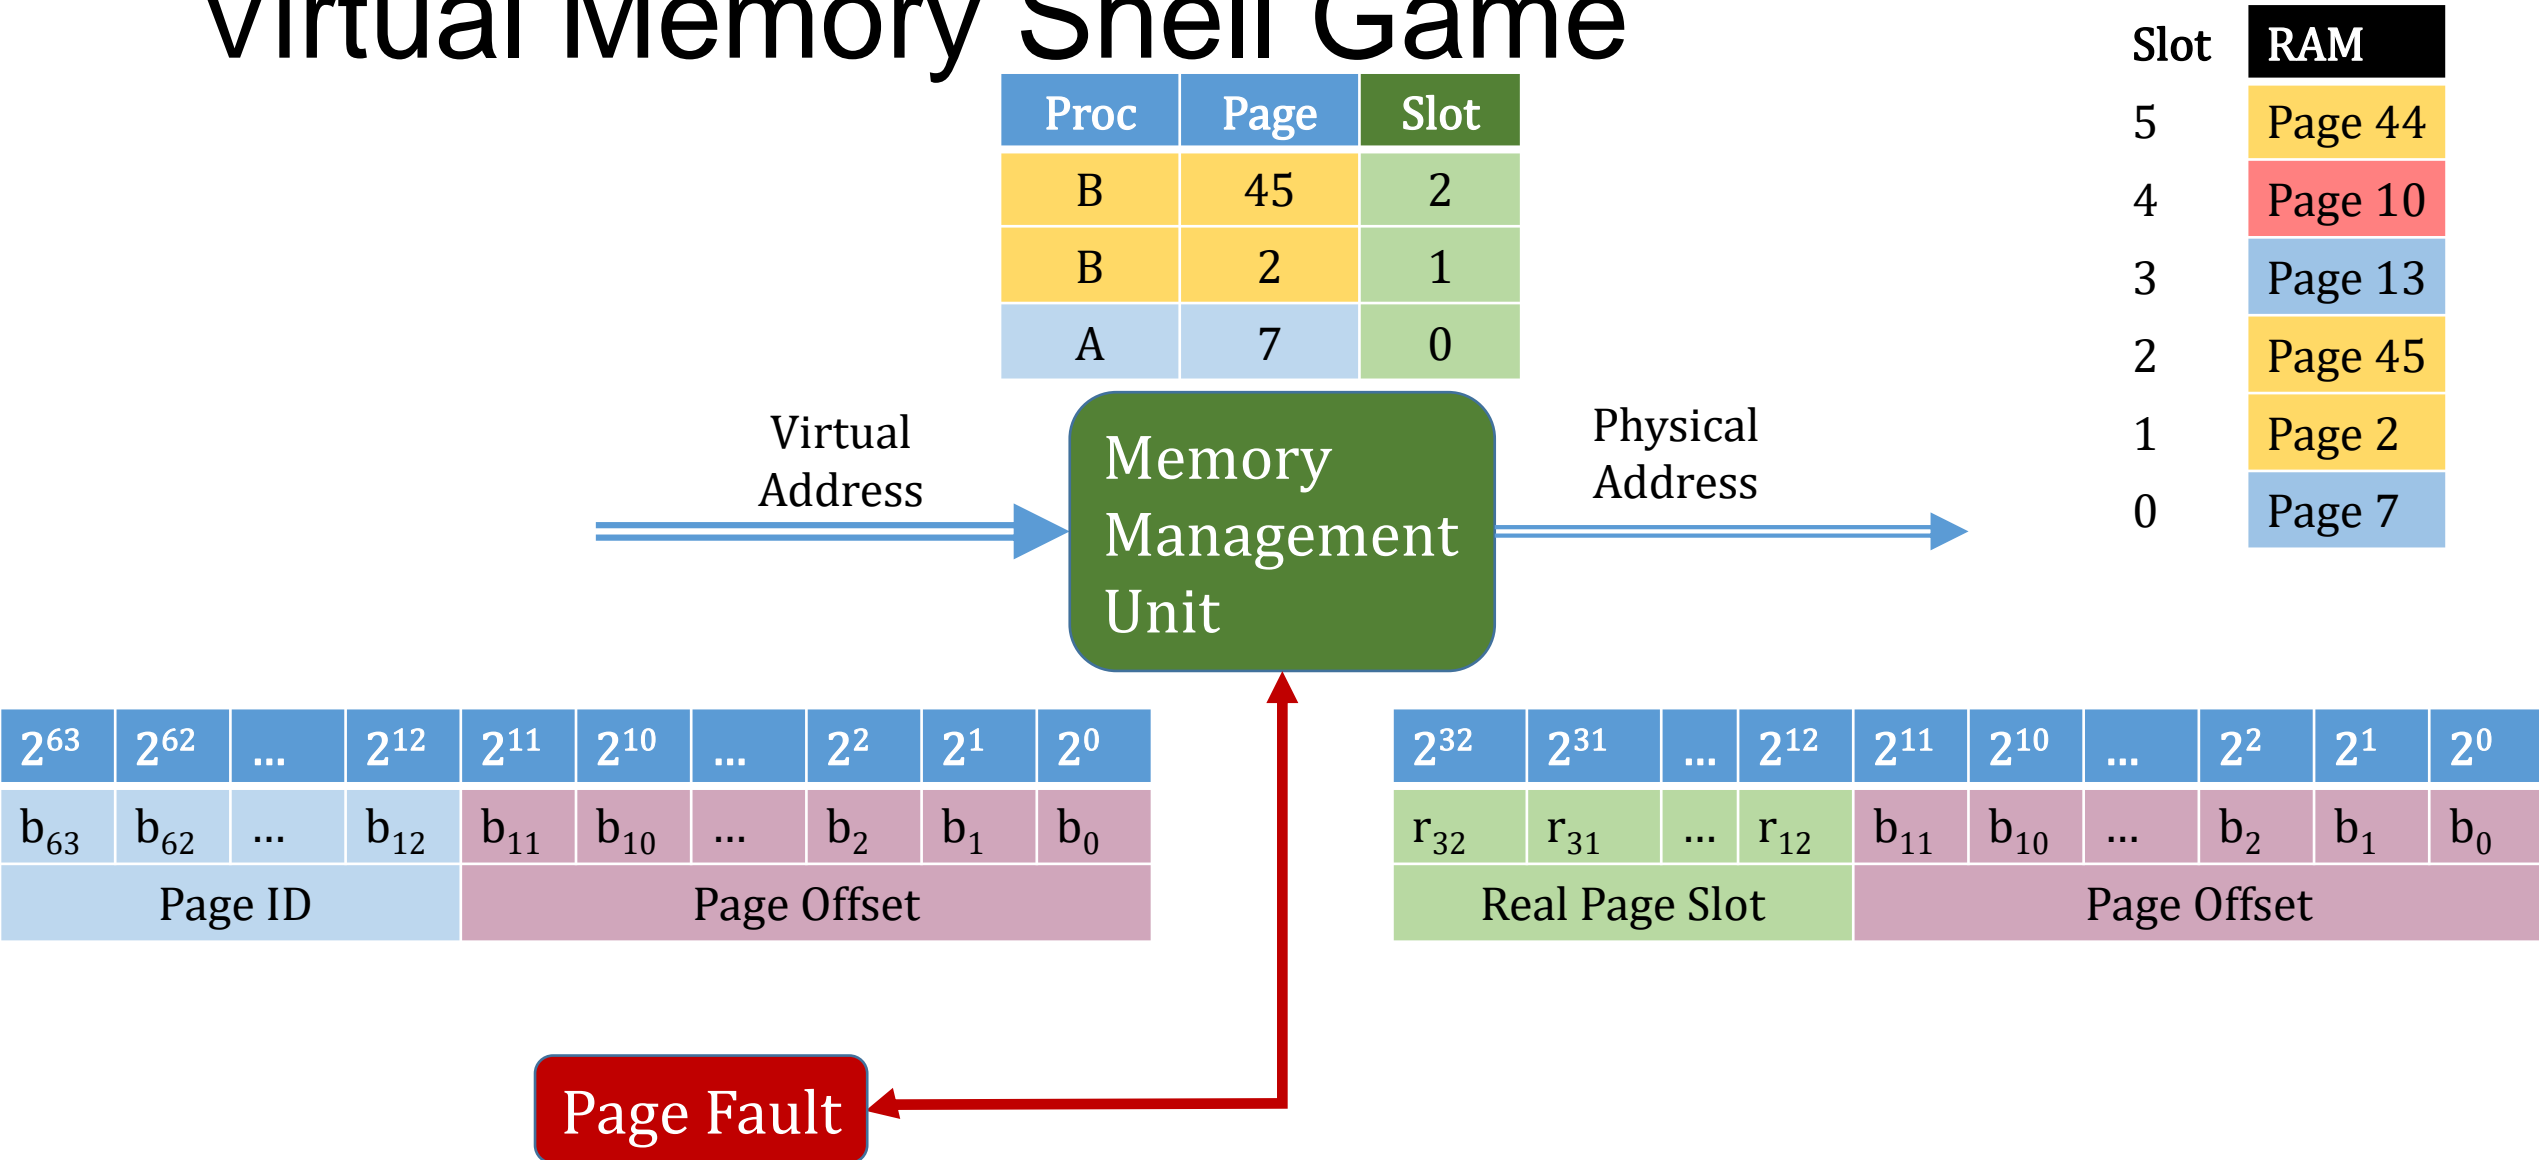 Virtual Memory Shell Game
Proc Page Slot
B 45 2
B 2 1
A 7 0
Slot RAM
5 Page 44
4 Page 10
3 Page 13
2 Page 45
1 Page 2
0 Page 7
Virtual
Address
Memory
Management
Unit
Physical
Address
2⁶³ 2⁶² ... 2¹² 2¹¹ 2¹⁰ ... 2² 2¹ 2⁰
b₆₃ b₆₂ ... b₁₂ b₁₁ b₁₀ ... b₂ b₁ b₀
Page ID Page Offset
2³² 2³¹ ... 2¹² 2¹¹ 2¹⁰ ... 2² 2¹ 2⁰
r₃₂ r₃₁ ... r₁₂ b₁₁ b₁₀ ... b₂ b₁ b₀
Real Page Slot Page Offset
Page Fault